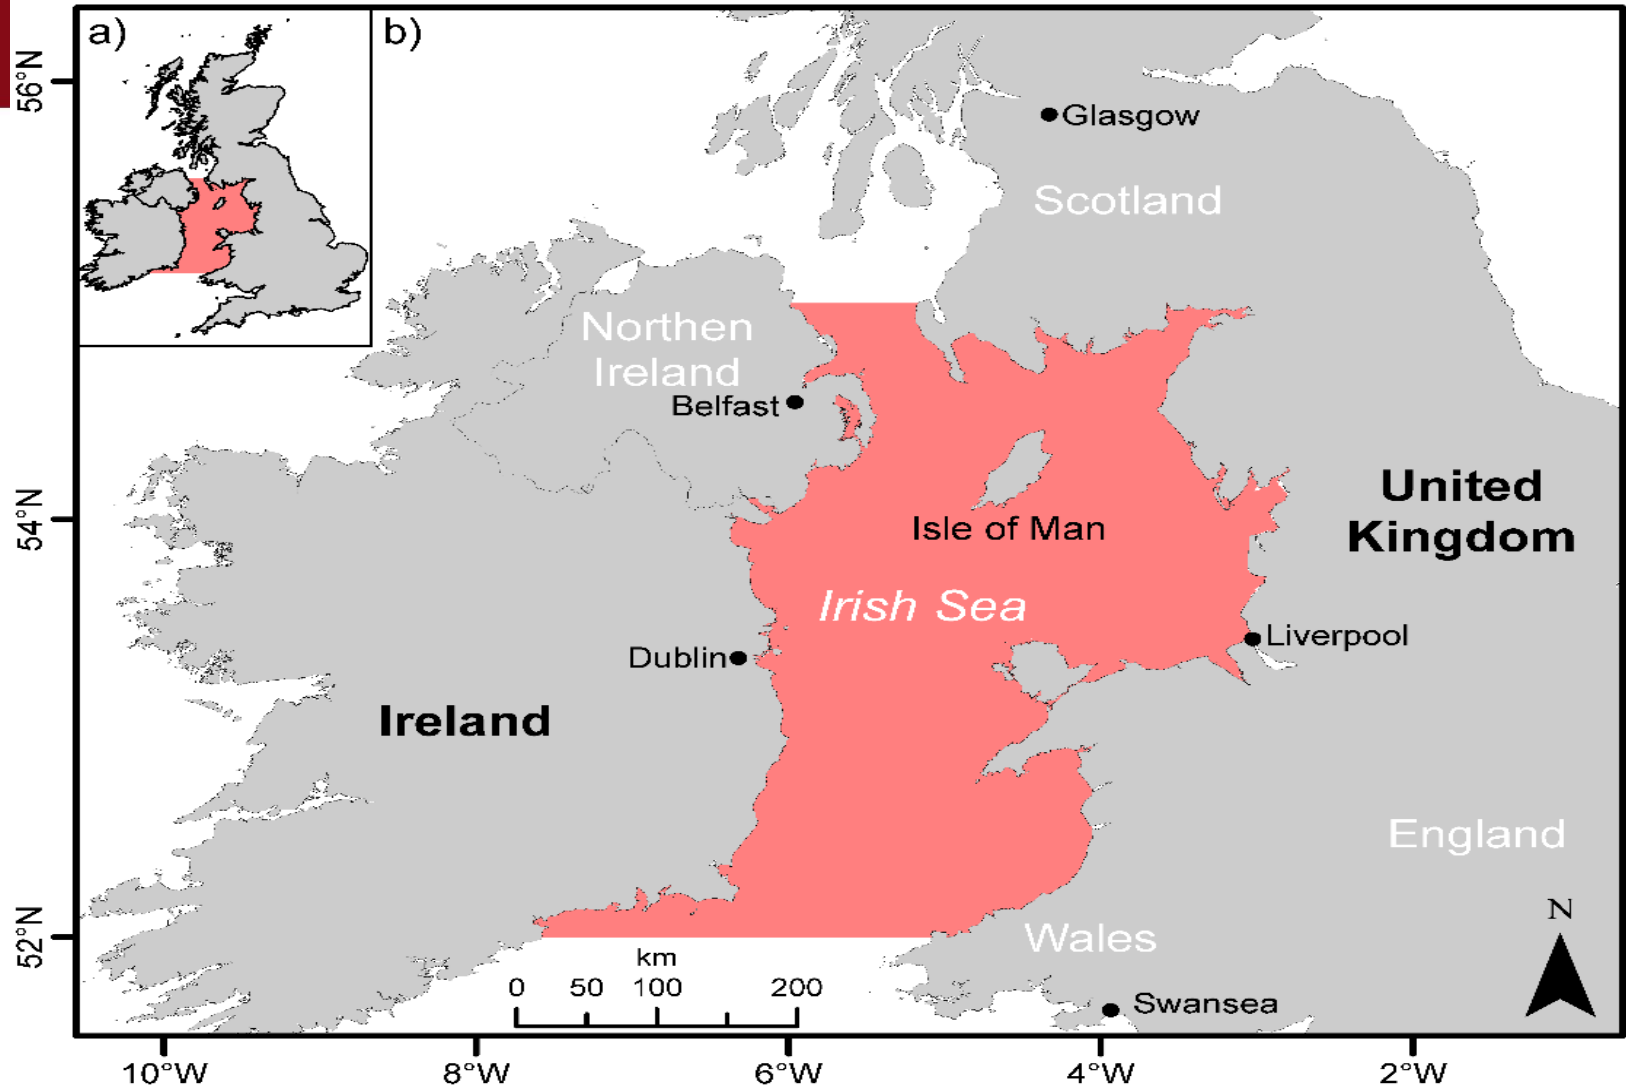 a)
b)
56°N
Glasgow
Scotland
Northen
Ireland
Belfast
United
Kingdom
54°N
Isle of Man
Irish Sea
Liverpool
Dublin
Ireland
England
N
52°N
Wales
km
0 50 100 200
Swansea
10°W 8°W 6°W 4°W 2°W